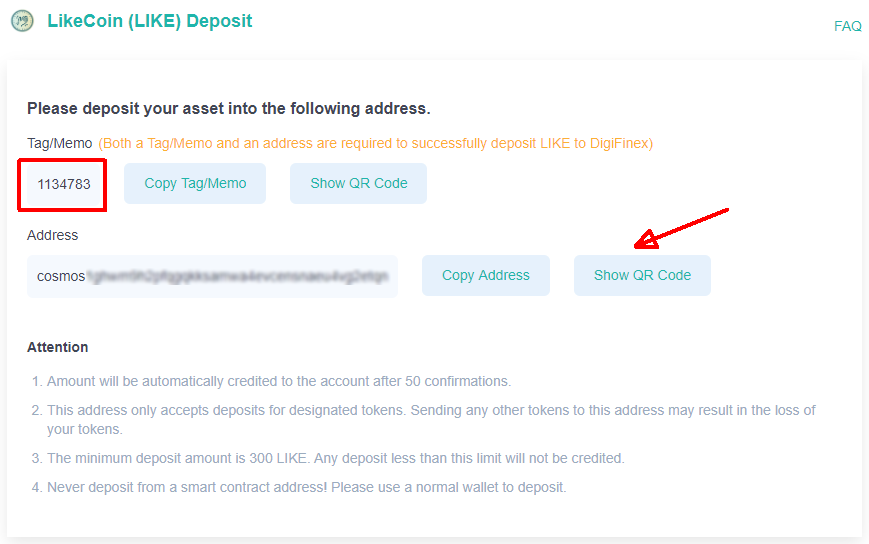 LikeCoin (LIKE) Deposit
FAQ
Please deposit your asset into the following address.
Tag/Memo (Both a Tag/Memo and an address are required to successfully deposit LIKE to DigiFinex)
1134783 Copy Tag/Memo Show QR Code
Address
cosmos Copy Address Show QR Code
Attention
1. Amount will be automatically credited to the account after 50 confirmations.
2. This address only accepts deposits for designated tokens. Sending any other tokens to this address may result in the loss of
your tokens.
3. The minimum deposit amount is 300 LIKE. Any deposit less than this limit will not be credited.
4. Never deposit from a smart contract address! Please use a normal wallet to deposit.